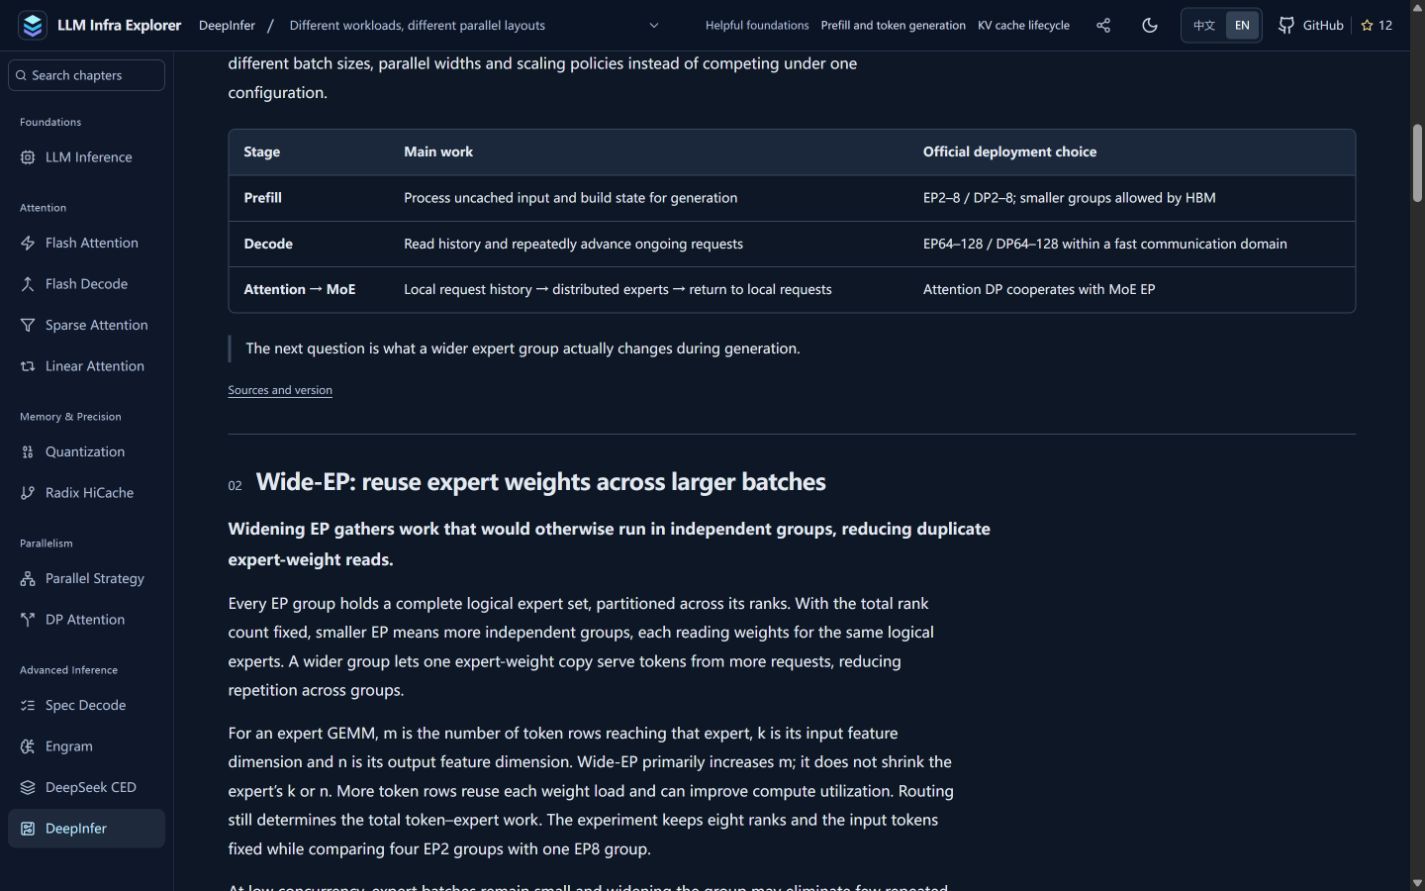 LLM Infra Explorer
DeepInfer / Different workloads, different parallel layouts
Helpful foundations Prefill and token generation KV cache lifecycle
中文 EN GitHub 12
Search chapters
Foundations
LLM Inference
Attention
Flash Attention
Flash Decode
Sparse Attention
Linear Attention
Memory & Precision
Quantization
Radix HiCache
Parallelism
Parallel Strategy
DP Attention
Advanced Inference
Spec Decode
Engram
DeepSeek CED
DeepInfer
different batch sizes, parallel widths and scaling policies instead of competing under one
configuration.
Stage Main work Official deployment choice
Prefill Process uncached input and build state for generation EP2–8 / DP2–8; smaller groups allowed by HBM
Decode Read history and repeatedly advance ongoing requests EP64–128 / DP64–128 within a fast communication domain
Attention → MoE Local request history → distributed experts → return to local requests Attention DP cooperates with MoE EP
The next question is what a wider expert group actually changes during generation.
Sources and version
02 Wide-EP: reuse expert weights across larger batches
Widening EP gathers work that would otherwise run in independent groups, reducing duplicate
expert-weight reads.
Every EP group holds a complete logical expert set, partitioned across its ranks. With the total rank
count fixed, smaller EP means more independent groups, each reading weights for the same logical
experts. A wider group lets one expert-weight copy serve tokens from more requests, reducing
repetition across groups.
For an expert GEMM, m is the number of token rows reaching that expert, k is its input feature
dimension and n is its output feature dimension. Wide-EP primarily increases m; it does not shrink the
expert's k or n. More token rows reuse each weight load and can improve compute utilization. Routing
still determines the total token–expert work. The experiment keeps eight ranks and the input tokens
fixed while comparing four EP2 groups with one EP8 group.
At low concurrency, expert batches remain small and widening the group may eliminate few repeated